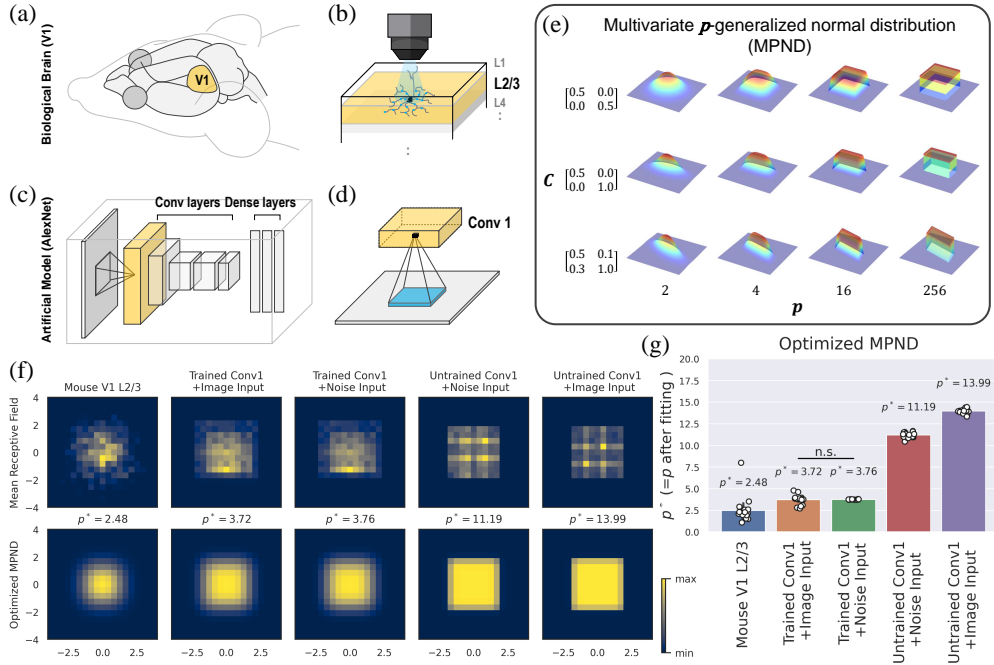 (a)
Biological Brain (V1)
V1
(b)
L1
L2/3
L4
:
:
(c)
Artificial Model (AlexNet)
Conv layers Dense layers
(d)
Conv 1
(e)
Multivariate p-generalized normal distribution
(MPND)
C
0.5 0.0
0.0 0.5
0.5 0.0
0.0 1.0
0.5 0.1
0.3 1.0
2 4 16 256
p
(f)
Mouse V1 L2/3
Trained Conv1
+Image Input
Trained Conv1
+Noise Input
Untrained Conv1
+Noise Input
Untrained Conv1
+Image Input
Mean Receptive Field
4
2
0
−2
−4
p* = 2.48
p* = 3.72
p* = 3.76
p* = 11.19
p* = 13.99
Optimized MPND
4
2
0
−2
−4
−2.5 0.0 2.5
−2.5 0.0 2.5
−2.5 0.0 2.5
−2.5 0.0 2.5
−2.5 0.0 2.5
max
min
(g)
Optimized MPND
p* (=p after fitting)
20.0
17.5
15.0
12.5
10.0
7.5
5.0
2.5
0.0
p* = 2.48
n.s.
p* = 3.72
p* = 3.76
p* = 11.19
p* = 13.99
Mouse V1 L2/3
Trained Conv1
+Image Input
Trained Conv1
+Noise Input
Untrained Conv1
+Noise Input
Untrained Conv1
+Image Input